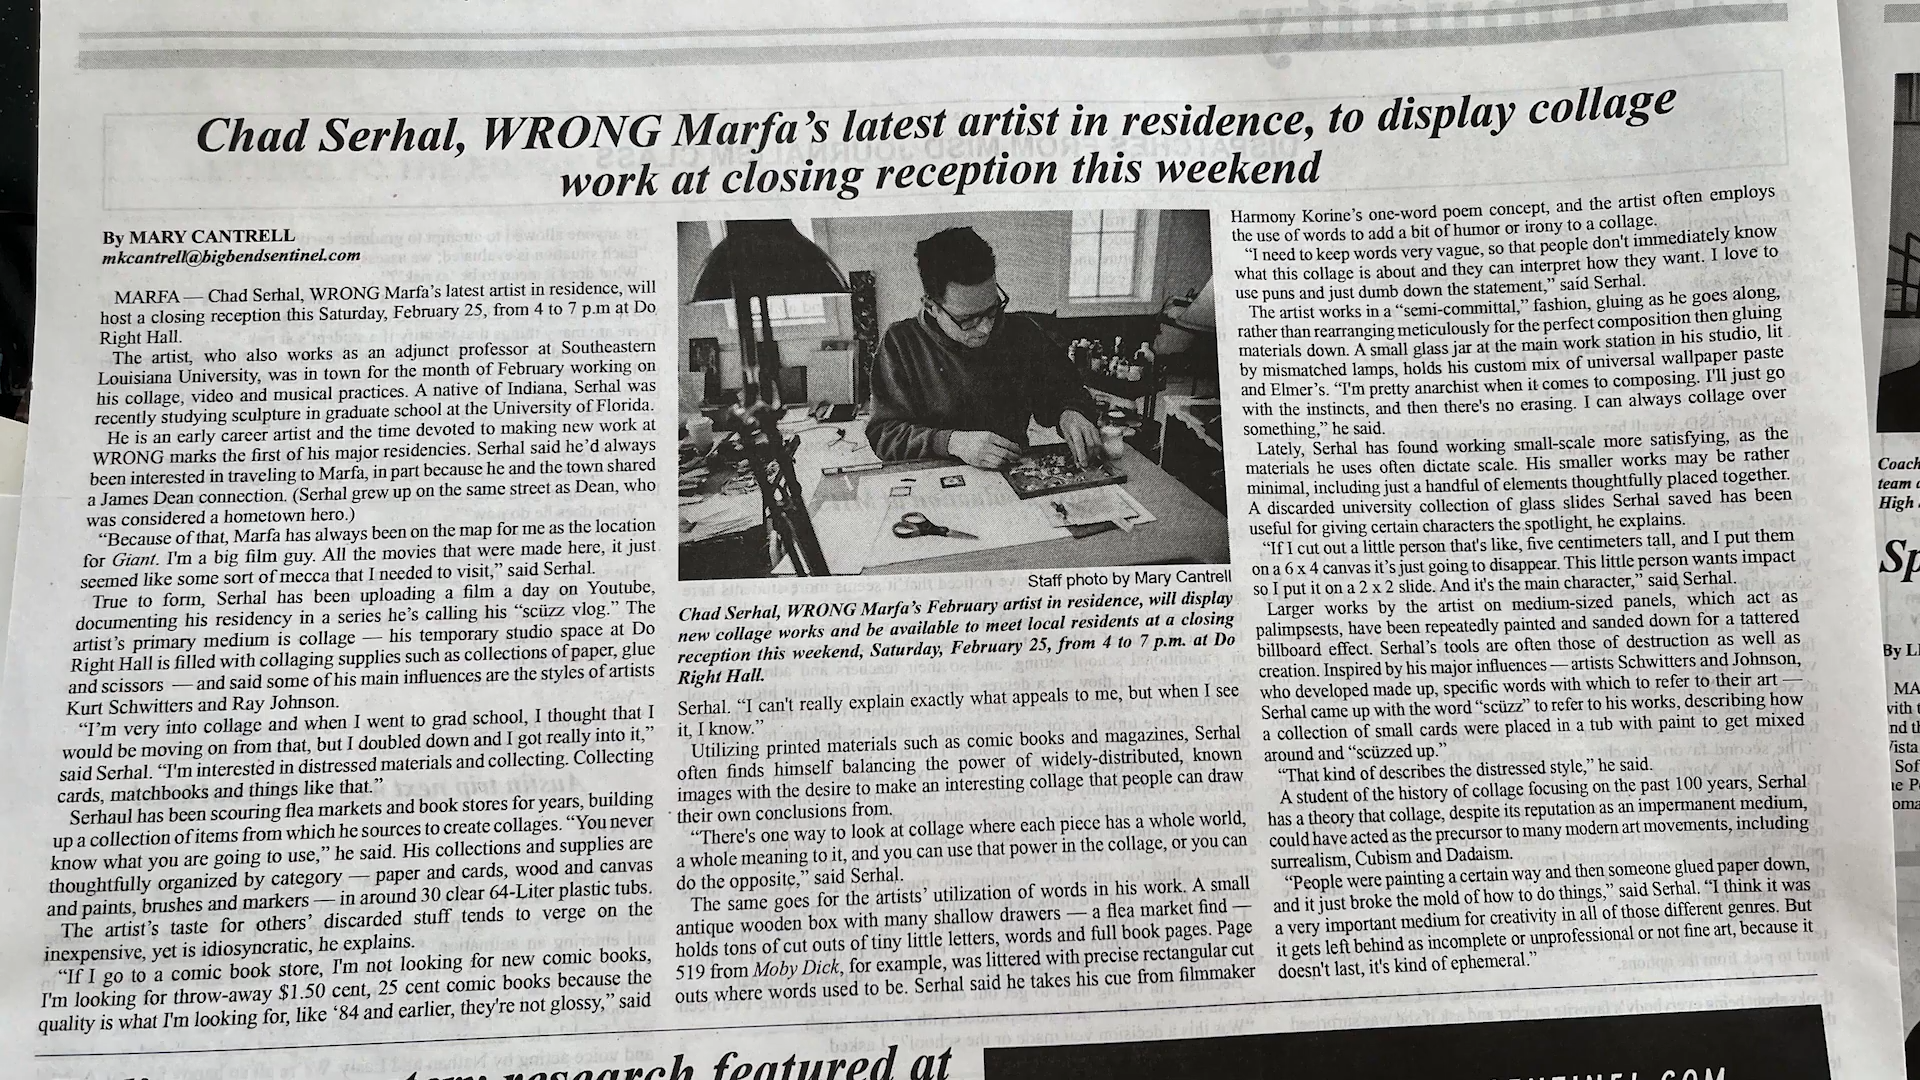 Chad Serhal, WRONG Marfa's latest artist in residence, to display collage
work at closing reception this weekend
By MARY CANTRELL
mkcantrell@bigbendsentinel.com
MARFA — Chad Serhal, WRONG Marfa's latest artist in residence, will
host a closing reception this Saturday, February 25, from 4 to 7 p.m at Do
Right Hall.
The artist, who also works as an adjunct professor at Southeastern
Louisiana University, was in town for the month of February working on
his collage, video and musical practices. A native of Indiana, Serhal was
recently studying sculpture in graduate school at the University of Florida.
He is an early career artist and the time devoted to making new work at
WRONG marks the first of his major residencies. Serhal said he'd always
been interested in traveling to Marfa, in part because he and the town shared
a James Dean connection. (Serhal grew up on the same street as Dean, who
was considered a hometown hero.)
“Because of that, Marfa has always been on the map for me as the location
for Giant. I'm a big film guy. All the movies that were made here, it just
seemed like some sort of mecca that I needed to visit,” said Serhal.
True to form, Serhal has been uploading a film a day on Youtube,
documenting his residency in a series he's calling his “scüzz vlog.” The
artist's primary medium is collage — his temporary studio space at Do
Right Hall is filled with collaging supplies such as collections of paper, glue
and scissors — and said some of his main influences are the styles of artists
Kurt Schwitters and Ray Johnson.
“I'm very into collage and when I went to grad school, I thought that I
would be moving on from that, but I doubled down and I got really into it,”
said Serhal. “I'm interested in distressed materials and collecting. Collecting
cards, matchbooks and things like that.”
Serhaul has been scouring flea markets and book stores for years, building
up a collection of items from which he sources to create collages. “You never
know what you are going to use,” he said. His collections and supplies are
thoughtfully organized by category — paper and cards, wood and canvas
and paints, brushes and markers — in around 30 clear 64-Liter plastic tubs.
The artist's taste for others' discarded stuff tends to verge on the
inexpensive, yet is idiosyncratic, he explains.
“If I go to a comic book store, I'm not looking for new comic books,
I'm looking for throw-away $1.50 cent, 25 cent comic books because the
quality is what I'm looking for, like ‘84 and earlier, they're not glossy,” said
Staff photo by Mary Cantrell
Chad Serhal, WRONG Marfa's February artist in residence, will display
new collage works and be available to meet local residents at a closing
reception this weekend, Saturday, February 25, from 4 to 7 p.m. at Do
Right Hall.
Serhal. “I can't really explain exactly what appeals to me, but when I see
it, I know.”
Utilizing printed materials such as comic books and magazines, Serhal
often finds himself balancing the power of widely-distributed, known
images with the desire to make an interesting collage that people can draw
their own conclusions from.
“There's one way to look at collage where each piece has a whole world,
a whole meaning to it, and you can use that power in the collage, or you can
do the opposite,” said Serhal.
The same goes for the artists' utilization of words in his work. A small
antique wooden box with many shallow drawers — a flea market find —
holds tons of cut outs of tiny little letters, words and full book pages. Page
519 from Moby Dick, for example, was littered with precise rectangular cut
outs where words used to be. Serhal said he takes his cue from filmmaker
Harmony Korine's one-word poem concept, and the artist often employs
the use of words to add a bit of humor or irony to a collage.
“I need to keep words very vague, so that people don't immediately know
what this collage is about and they can interpret how they want. I love to
use puns and just dumb down the statement,” said Serhal.
The artist works in a “semi-committal,” fashion, gluing as he goes along,
rather than rearranging meticulously for the perfect composition then gluing
materials down. A small glass jar at the main work station in his studio, lit
by mismatched lamps, holds his custom mix of universal wallpaper paste
and Elmer's. “I'm pretty anarchist when it comes to composing. I'll just go
with the instincts, and then there's no erasing. I can always collage over
something,” he said.
Lately, Serhal has found working small-scale more satisfying, as the
materials he uses often dictate scale. His smaller works may be rather
minimal, including just a handful of elements thoughtfully placed together.
A discarded university collection of glass slides Serhal saved has been
useful for giving certain characters the spotlight, he explains.
“If I cut out a little person that's like, five centimeters tall, and I put them
on a 6 x 4 canvas it's just going to disappear. This little person wants impact
so I put it on a 2 x 2 slide. And it's the main character,” said Serhal.
Larger works by the artist on medium-sized panels, which act as
palimpsests, have been repeatedly painted and sanded down for a tattered
billboard effect. Serhal's tools are often those of destruction as well as
creation. Inspired by his major influences — artists Schwitters and Johnson,
who developed made up, specific words with which to refer to their art —
Serhal came up with the word “scüzz” to refer to his works, describing how
a collection of small cards were placed in a tub with paint to get mixed
around and “scüzzed up.”
“That kind of describes the distressed style,” he said.
A student of the history of collage focusing on the past 100 years, Serhal
has a theory that collage, despite its reputation as an impermanent medium,
could have acted as the precursor to many modern art movements, including
surrealism, Cubism and Dadaism.
“People were painting a certain way and then someone glued paper down,
and it just broke the mold of how to do things,” said Serhal. “I think it was
a very important medium for creativity in all of those different genres. But
it gets left behind as incomplete or unprofessional or not fine art, because it
doesn't last, it's kind of ephemeral.”
research featured at
Coach
team
High
Sp
By
MA